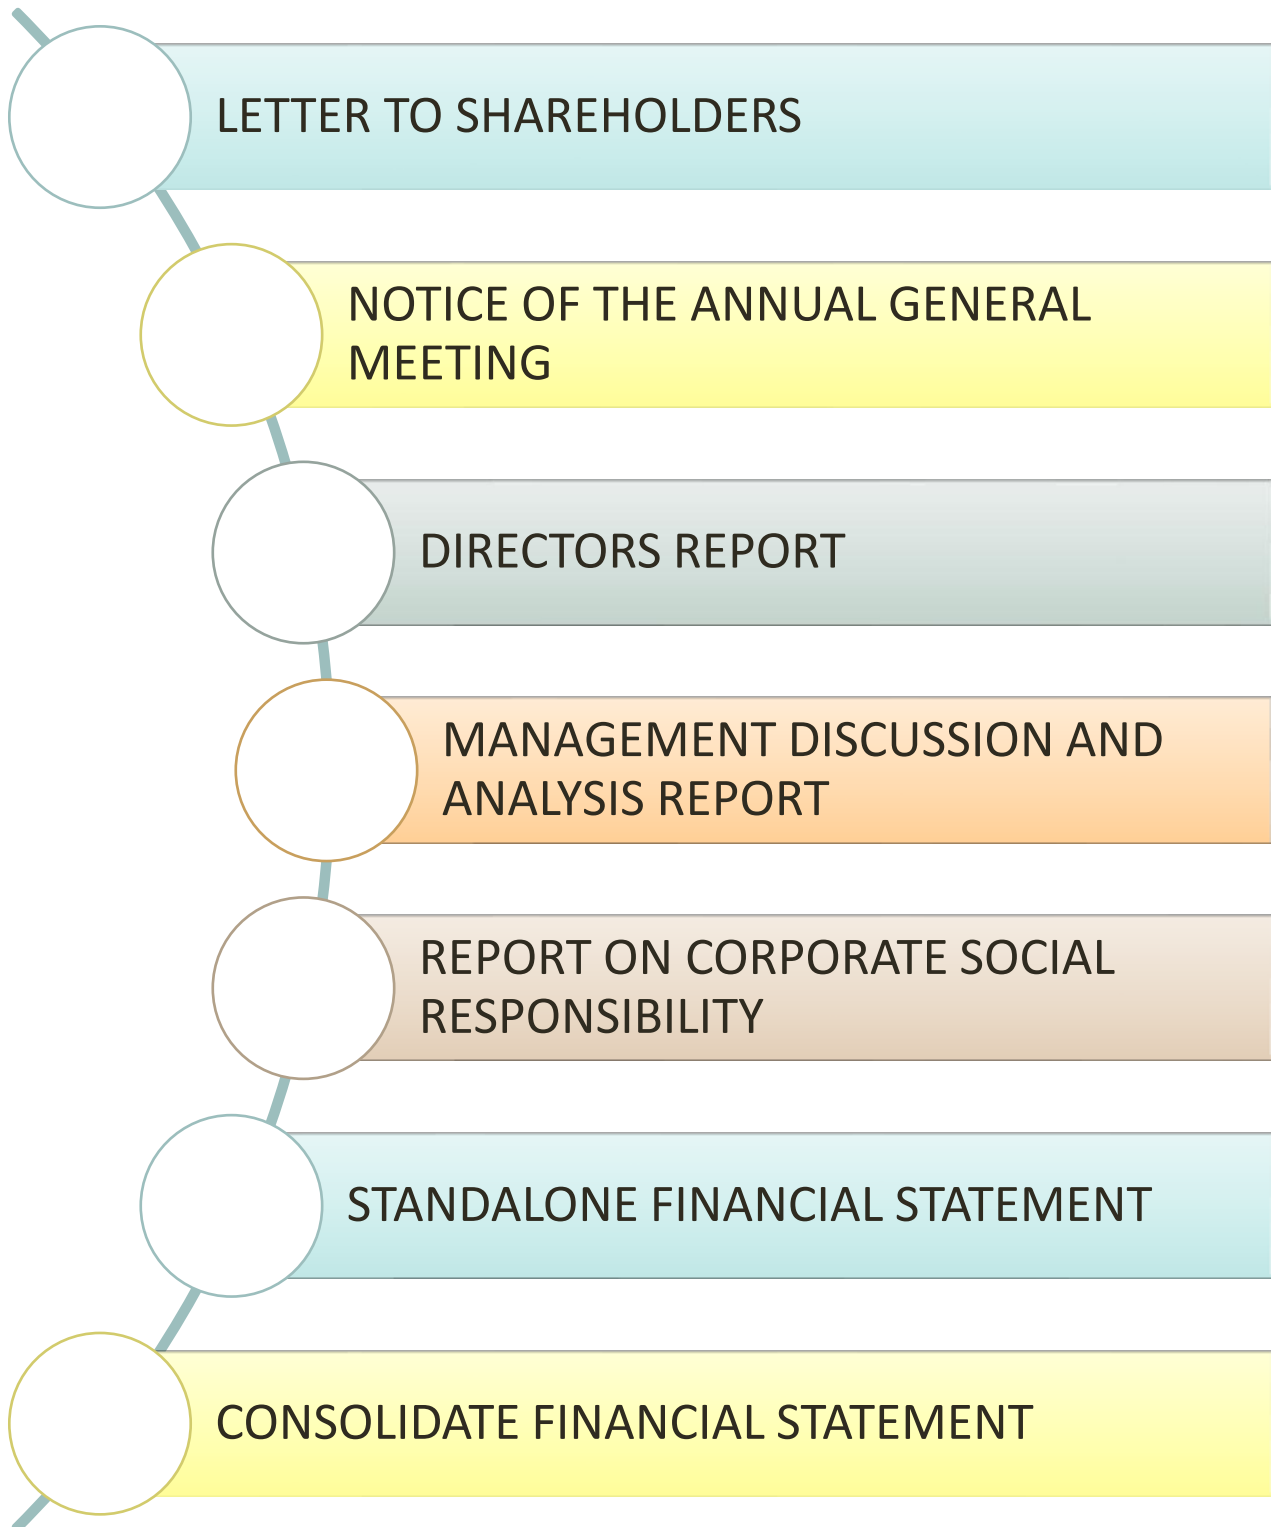 LETTER TO SHAREHOLDERS
NOTICE OF THE ANNUAL GENERAL
MEETING
DIRECTORS REPORT
MANAGEMENT DISCUSSION AND
ANALYSIS REPORT
REPORT ON CORPORATE SOCIAL
RESPONSIBILITY
STANDALONE FINANCIAL STATEMENT
CONSOLIDATE FINANCIAL STATEMENT